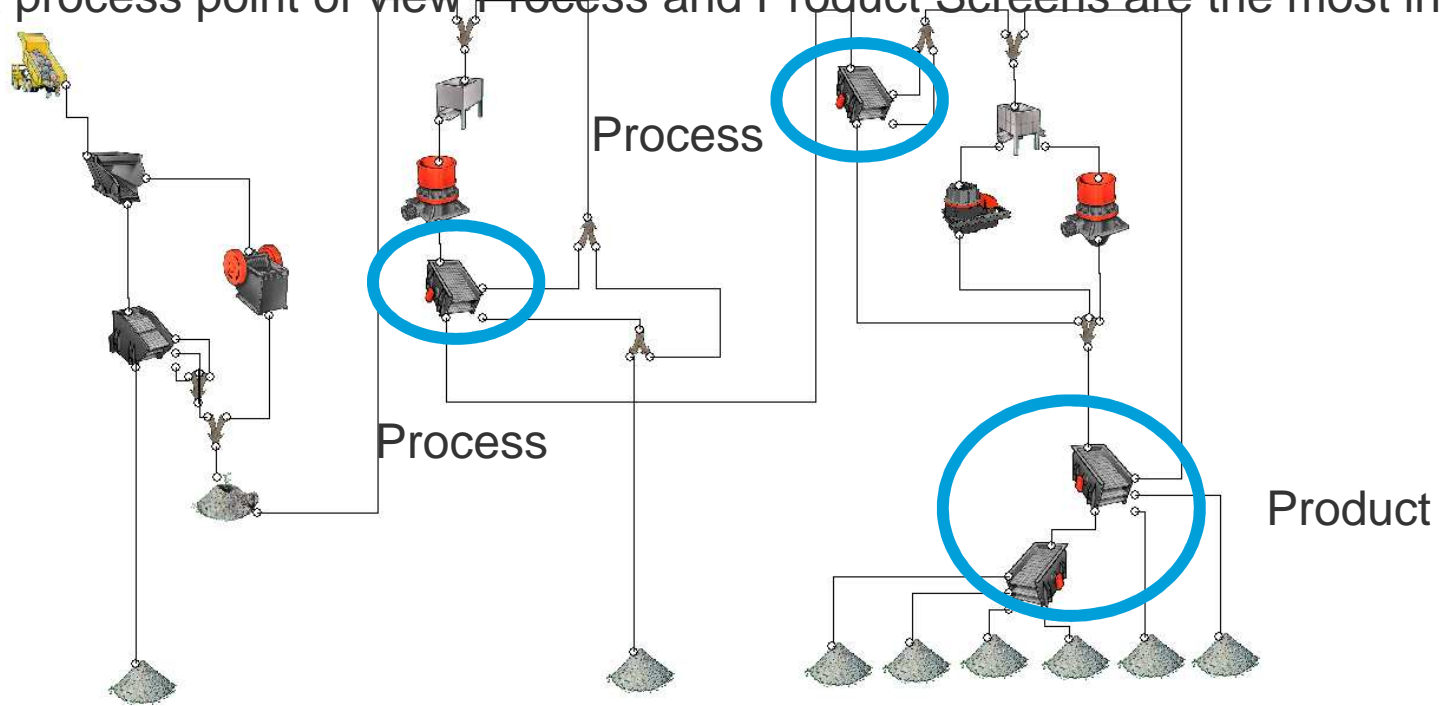 process point of view Process and Product Screens are the most in
Process
Process
Product